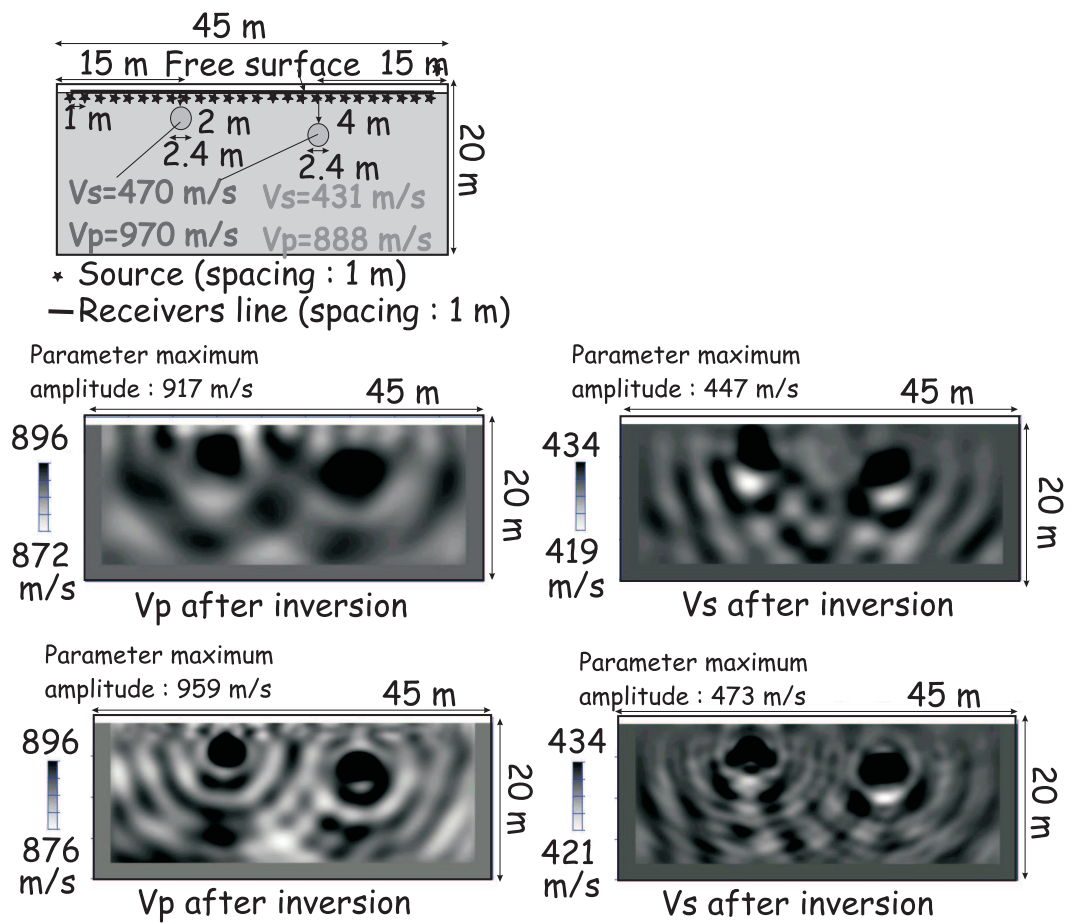 45 m
15 m Free surface 15 m
1 m
2 m
4 m
2.4 m
2.4 m
20 m
Vs=470 m/s
Vs=431 m/s
Vp=970 m/s
Vp=888 m/s
Source (spacing : 1 m)
Receivers line (spacing : 1 m)
Parameter maximum
amplitude : 917 m/s
45 m
896
872
m/s
20 m
Vp after inversion
Parameter maximum
amplitude : 447 m/s
45 m
434
419
m/s
20 m
Vs after inversion
Parameter maximum
amplitude : 959 m/s
45 m
896
876
m/s
20 m
Vp after inversion
Parameter maximum
amplitude : 473 m/s
45 m
434
421
m/s
20 m
Vs after inversion